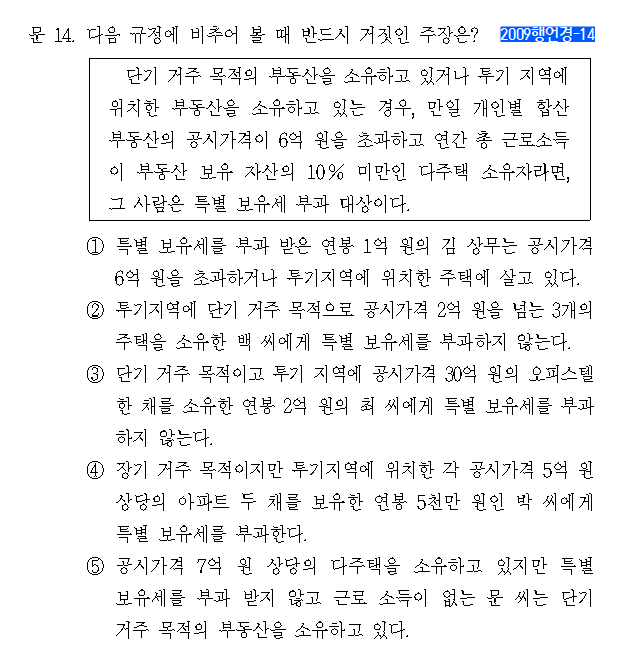 문 14. 다음 규정에 비추어 볼 때 반드시 거짓인 주장은? 2009행언경-14
단기 거주 목적의 부동산을 소유하고 있거나 투기 지역에
위치한 부동산을 소유하고 있는 경우, 만일 개인별 합산
부동산의 공시가격이 6억 원을 초과하고 연간 총 근로소득
이 부동산 보유 자산의 10% 미만인 다주택 소유자라면,
그 사람은 특별 보유세 부과 대상이다.
① 특별 보유세를 부과 받은 연봉 1억 원의 김 상무는 공시가격
6억 원을 초과하거나 투기지역에 위치한 주택에 살고 있다.
② 투기지역에 단기 거주 목적으로 공시가격 2억 원을 넘는 3개의
주택을 소유한 백 씨에게 특별 보유세를 부과하지 않는다.
③ 단기 거주 목적이고 투기 지역에 공시가격 30억 원의 오피스텔
한 채를 소유한 연봉 2억 원의 최 씨에게 특별 보유세를 부과
하지 않는다.
④ 장기 거주 목적이지만 투기지역에 위치한 각 공시가격 5억 원
상당의 아파트 두 채를 보유한 연봉 5천만 원인 박 씨에게
특별 보유세를 부과한다.
⑤ 공시가격 7억 원 상당의 다주택을 소유하고 있지만 특별
보유세를 부과 받지 않고 근로 소득이 없는 문 씨는 단기
거주 목적의 부동산을 소유하고 있다.